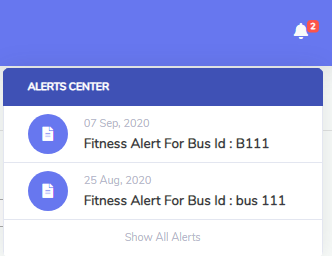 2
ALERTS CENTER
07 Sep, 2020
Fitness Alert For Bus Id : B111
25 Aug, 2020
Fitness Alert For Bus Id : bus 111
Show All Alerts